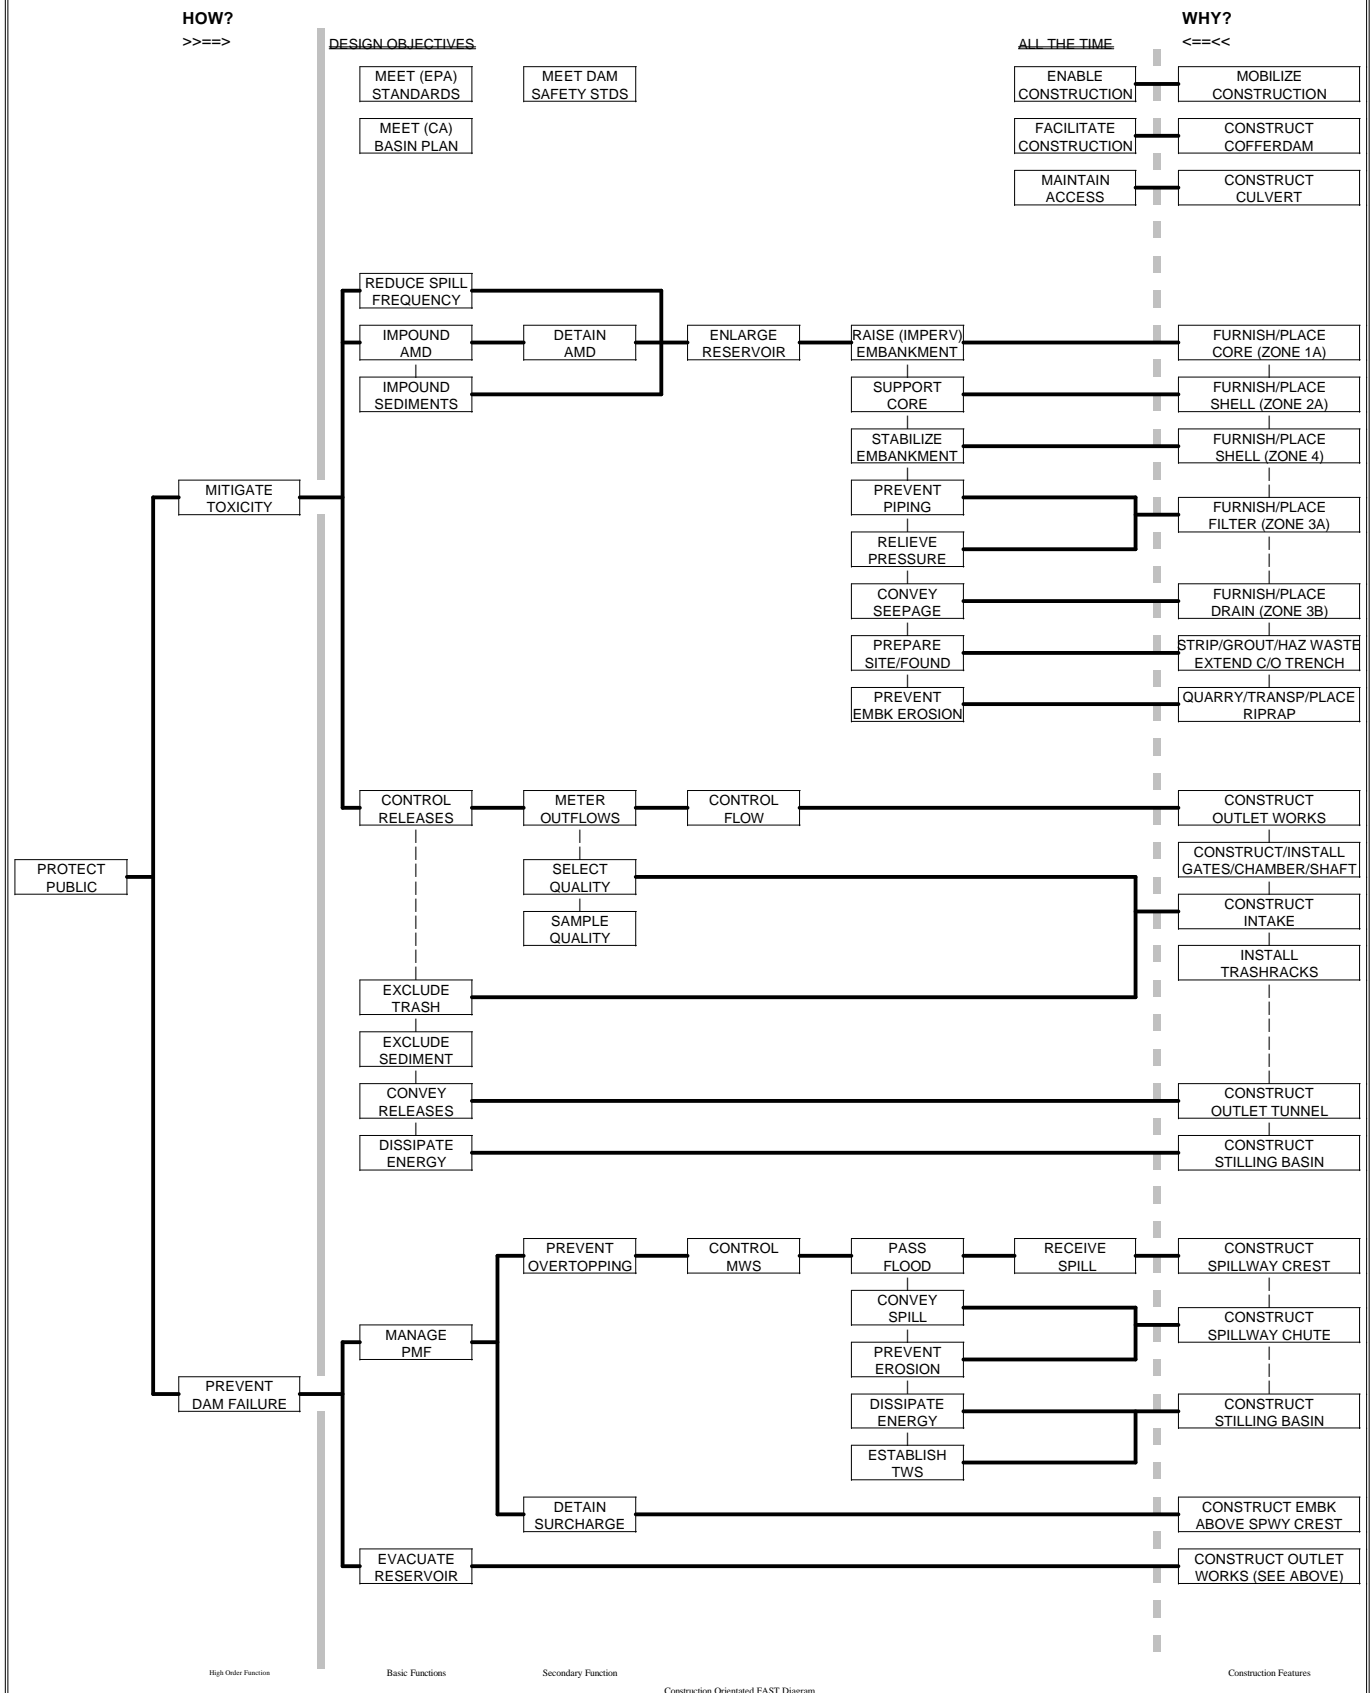 HOW?
WHY?
>>==>
DESIGN OBJECTIVES
ALL THE TIME
<==<<
MEET (EPA)
STANDARDS
MEET DAM
SAFETY STDS
ENABLE
CONSTRUCTION
MOBILIZE
CONSTRUCTION
MEET (CA)
BASIN PLAN
FACILITATE
CONSTRUCTION
CONSTRUCT
COFFERDAM
MAINTAIN
ACCESS
CONSTRUCT
CULVERT
REDUCE SPILL
FREQUENCY
IMPOUND
AMD
DETAIN
AMD
ENLARGE
RESERVOIR
RAISE (IMPERV)
EMBANKMENT
FURNISH/PLACE
CORE (ZONE 1A)
IMPOUND
SEDIMENTS
SUPPORT
CORE
FURNISH/PLACE
SHELL (ZONE 2A)
STABILIZE
EMBANKMENT
FURNISH/PLACE
SHELL (ZONE 4)
MITIGATE
TOXICITY
PREVENT
PIPING
FURNISH/PLACE
FILTER (ZONE 3A)
RELIEVE
PRESSURE
CONVEY
SEEPAGE
FURNISH/PLACE
DRAIN (ZONE 3B)
PREPARE
SITE/FOUND
STRIP/GROUT/HAZ WASTE
EXTEND C/O TRENCH
PREVENT
EMBK EROSION
QUARRY/TRANSP/PLACE
RIPRAP
CONTROL
RELEASES
METER
OUTFLOWS
CONTROL
FLOW
CONSTRUCT
OUTLET WORKS
PROTECT
PUBLIC
SELECT
QUALITY
CONSTRUCT/INSTALL
GATES/CHAMBER/SHAFT
SAMPLE
QUALITY
CONSTRUCT
INTAKE
INSTALL
TRASHRACKS
EXCLUDE
TRASH
EXCLUDE
SEDIMENT
CONVEY
RELEASES
CONSTRUCT
OUTLET TUNNEL
DISSIPATE
ENERGY
CONSTRUCT
STILLING BASIN
PREVENT
OVERTOPPING
CONTROL
MWS
PASS
FLOOD
RECEIVE
SPILL
CONSTRUCT
SPILLWAY CREST
CONVEY
SPILL
MANAGE
PMF
CONSTRUCT
SPILLWAY CHUTE
PREVENT
EROSION
PREVENT
DAM FAILURE
DISSIPATE
ENERGY
CONSTRUCT
STILLING BASIN
ESTABLISH
TWS
DETAIN
SURCHARGE
CONSTRUCT EMBK
ABOVE SPWY CREST
EVACUATE
RESERVOIR
CONSTRUCT OUTLET
WORKS (SEE ABOVE)
High Order Function
Basic Functions
Secondary Function
Construction Features
Construction Orientated FAST Diagram